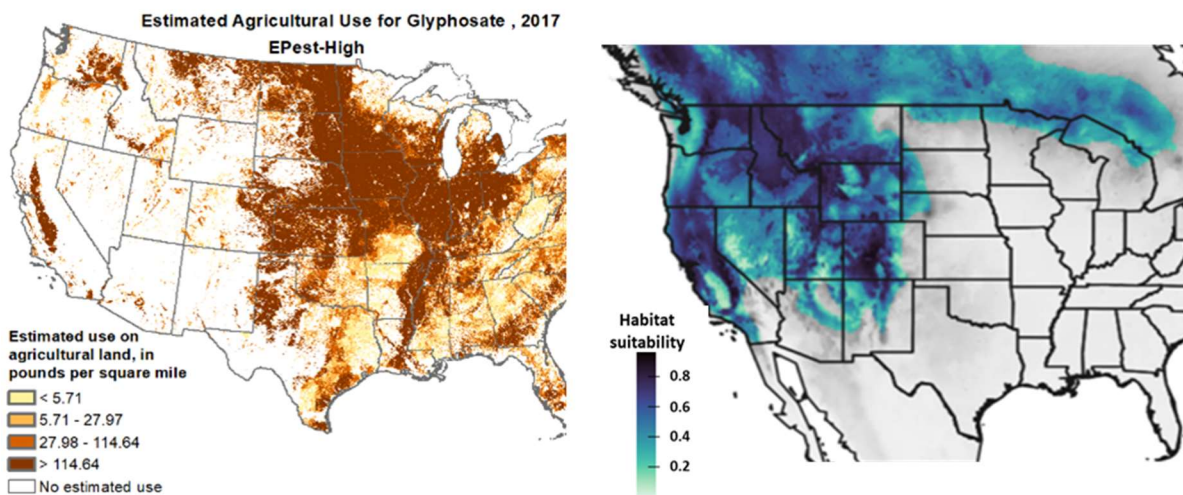 Estimated Agricultural Use for Glyphosate , 2017
EPest-High
Estimated use on
agricultural land, in
pounds per square mile
< 5.71
5.71 - 27.97
27.98 - 114.64
> 114.64
No estimated use
Habitat
suitability
0.8
0.6
0.4
0.2